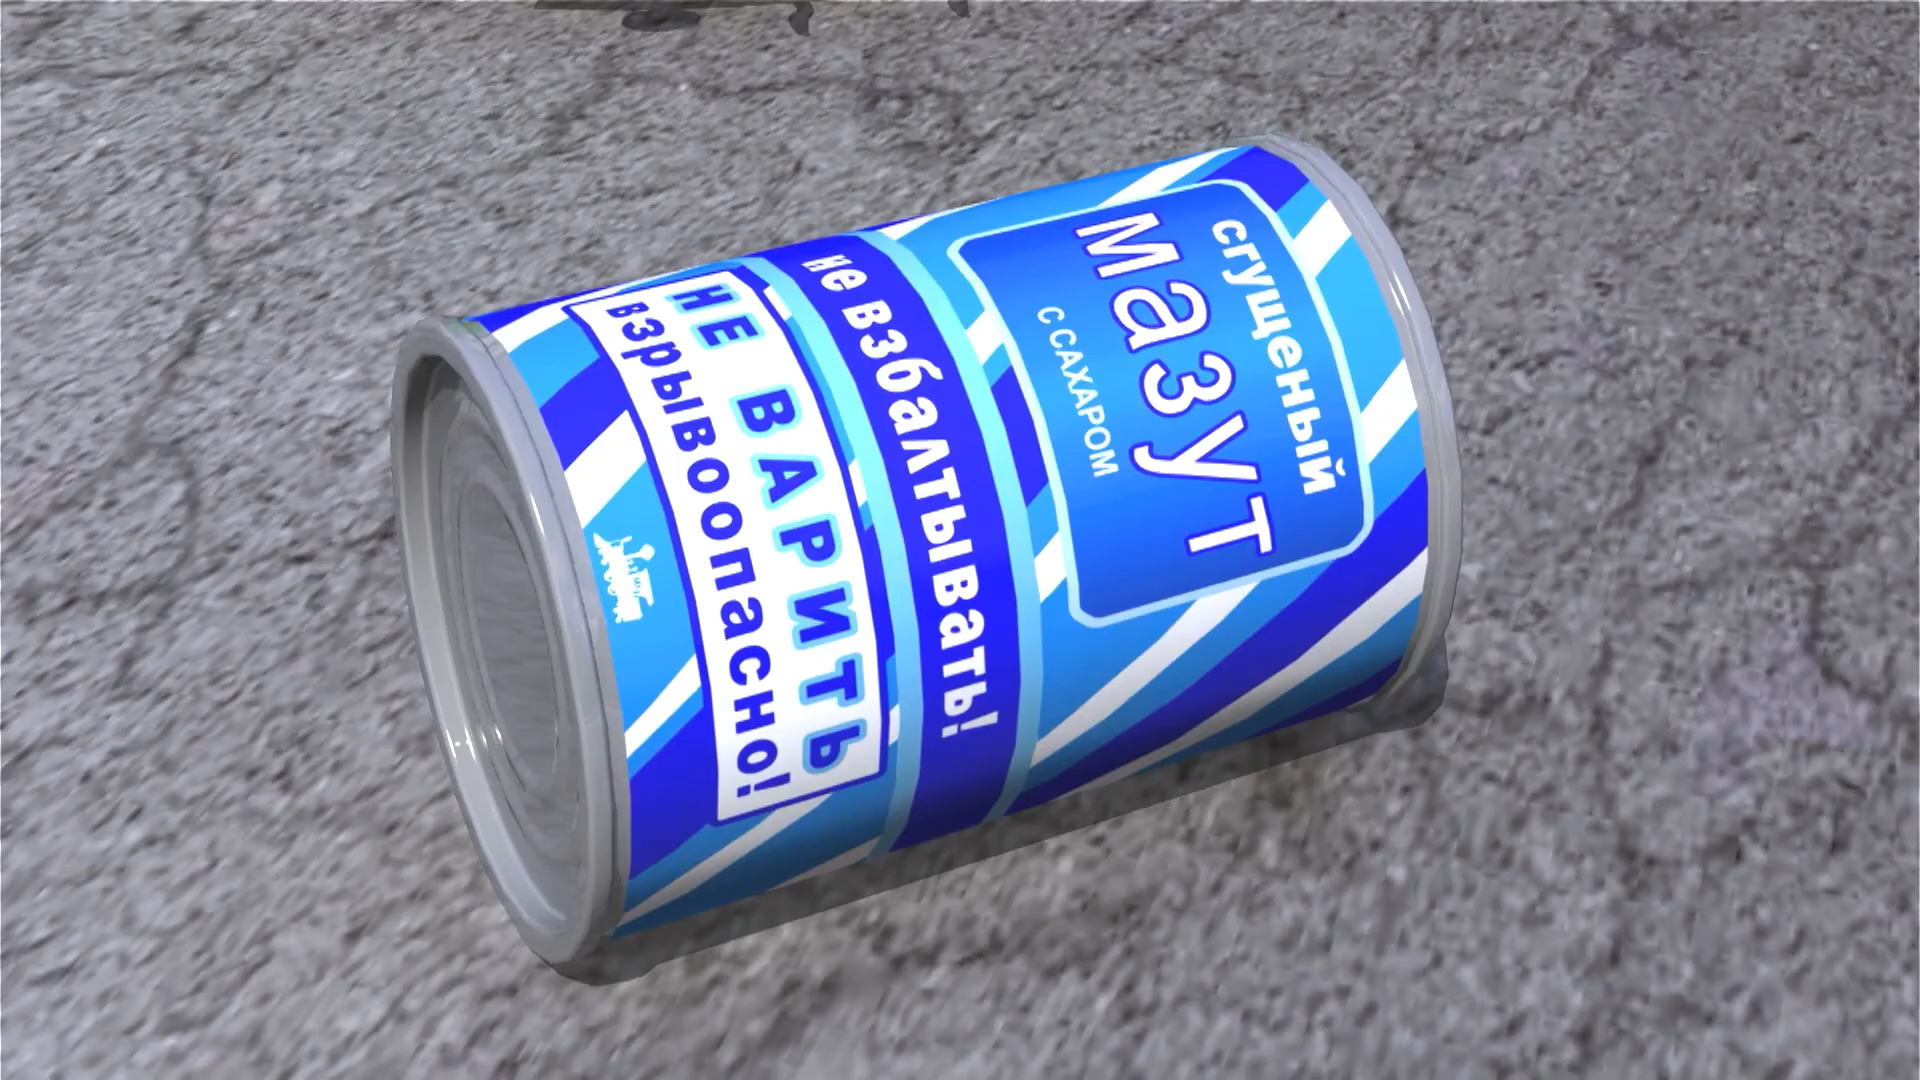 сгущеный
мазут
С САХАРОМ
не взбалтывать!
НЕ ВАРИТЬ
взрывоопасно!